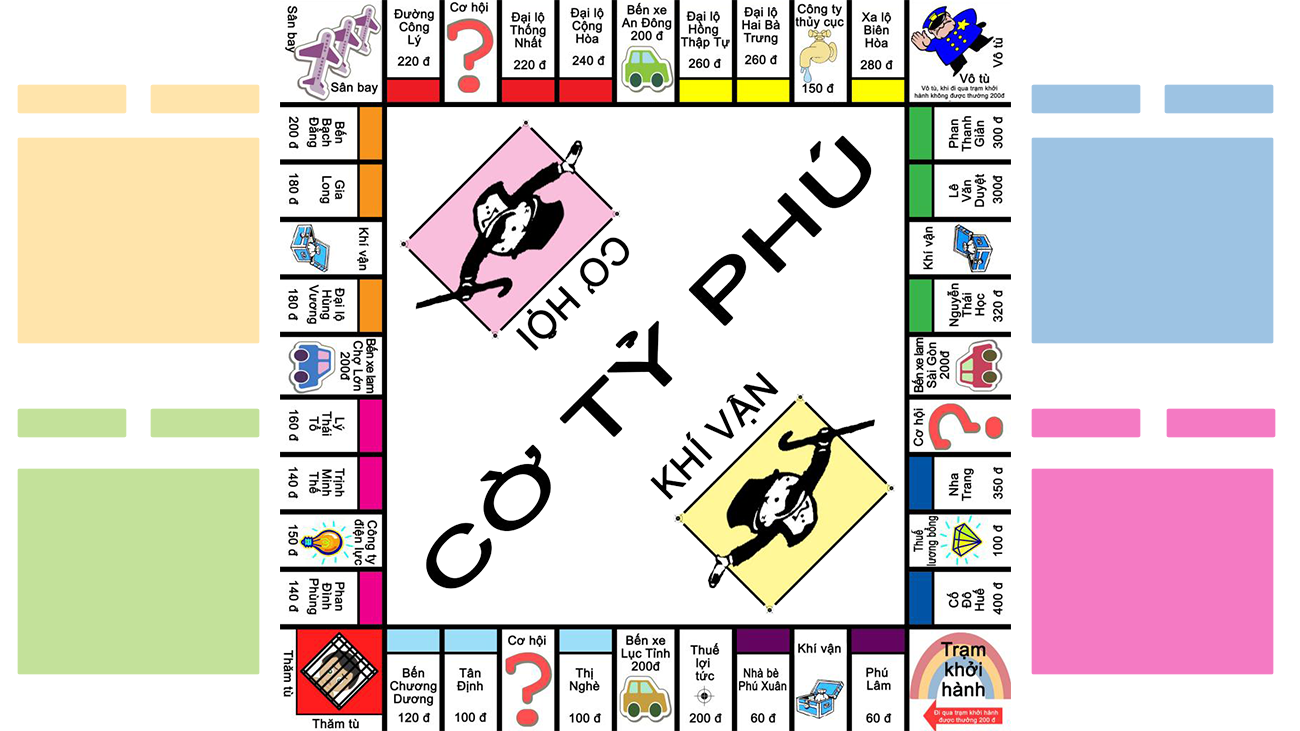 Sân bay
Sân bay
Đường
Công
Lý
220 đ
Cơ hội
Đại lộ
Thống
Nhất
220 đ
Đại lộ
Cộng
Hòa
240 đ
Bến xe
An Đông
200 đ
Đại lộ
Hồng
Thập Tự
260 đ
Đại lộ
Hai Bà
Trưng
260 đ
Công ty
thủy cục
150 đ
Xa lộ
Biên
Hòa
280 đ
Vô tù
Vô tù
Vô tù, khi đi qua trạm khởi
hành không được thưởng 200đ
Bến
Bạch
Đằng
200 đ
Gia
Long
180 đ
Khí vận
Đại lộ
Hùng
Vương
180 đ
Bến xe lam
Chợ Lớn
200đ
Lý
Thái
Tổ
160 đ
Trịnh
Minh
Thế
140 đ
Công ty
điện lực
150 đ
Phan
Đình
Phùng
140 đ
CƠ HỘI
CỜ TỶ PHÚ
KHÍ VẬN
Phan
Thanh
Giản
300 đ
Lê
Văn
Duyệt
300đ
Khí vận
Nguyễn
Thái
Học
320 đ
Bến xe lam
Sài Gòn
200đ
Cơ hội
Nha
Trang
350 đ
Thuế
lương bổng
100 đ
Cố
Đô
Huế
400 đ
Thăm tù
Thăm tù
Bến
Chương
Dương
120 đ
Tân
Định
100 đ
Cơ hội
Thị
Nghè
100 đ
Bến xe
Lục Tỉnh
200đ
Thuế
lợi
tức
200 đ
Nhà bè
Phú Xuân
60 đ
Khí vận
Phú
Lâm
60 đ
Trạm
khởi
hành
Đi qua trạm khởi hành
được thưởng 200 đ